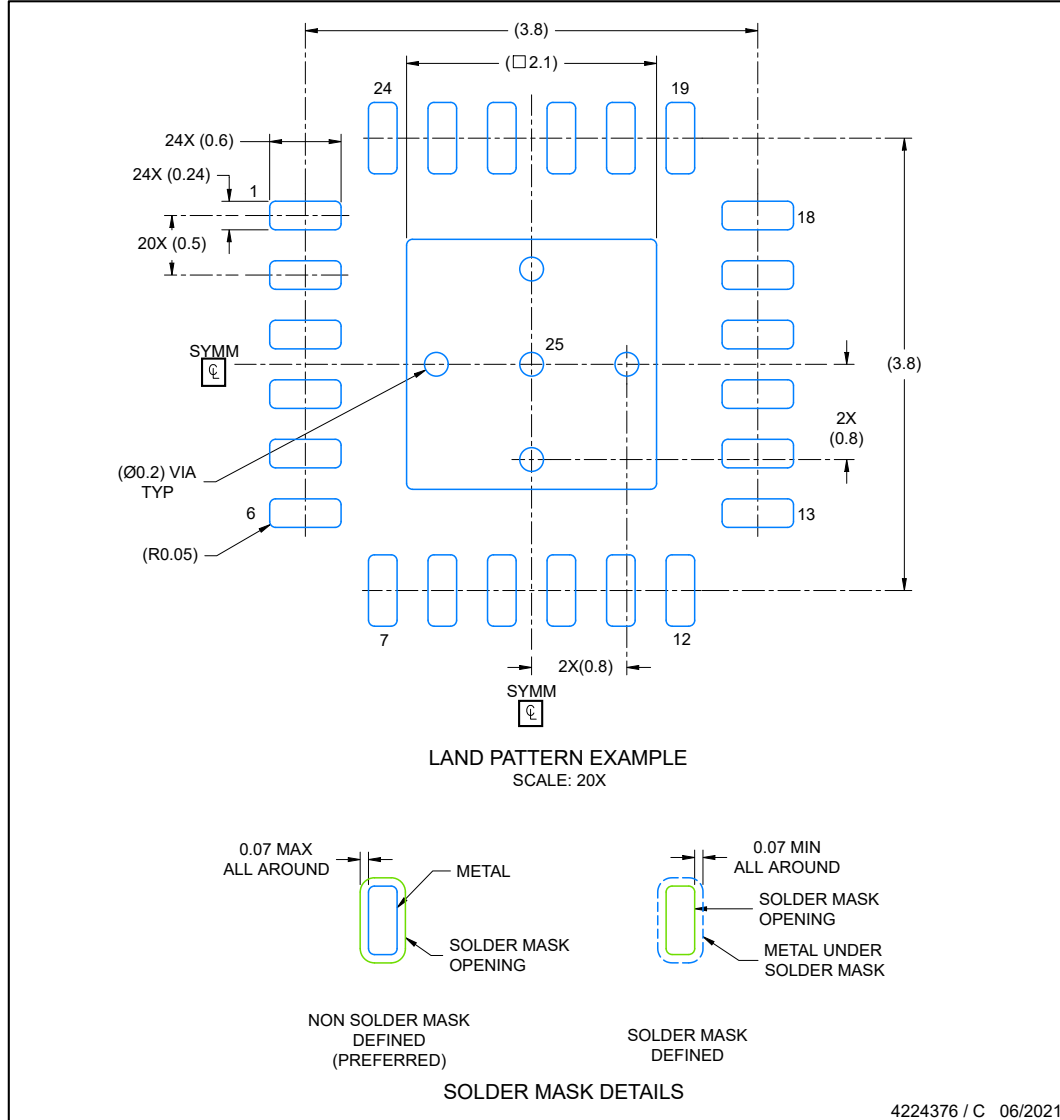 (3.8)
(□2.1)
24
19
24X (0.6)
24X (0.24)
1
18
20X (0.5)
SYMM
℄
25
(3.8)
2X
(0.8)
(Ø0.2) VIA
TYP
6
13
(R0.05)
7
12
2X(0.8)
SYMM
℄
LAND PATTERN EXAMPLE
SCALE: 20X
0.07 MAX
ALL AROUND
METAL
SOLDER MASK
OPENING
NON SOLDER MASK
DEFINED
(PREFERRED)
0.07 MIN
ALL AROUND
SOLDER MASK
OPENING
METAL UNDER
SOLDER MASK
SOLDER MASK
DEFINED
SOLDER MASK DETAILS
4224376 / C 06/2021